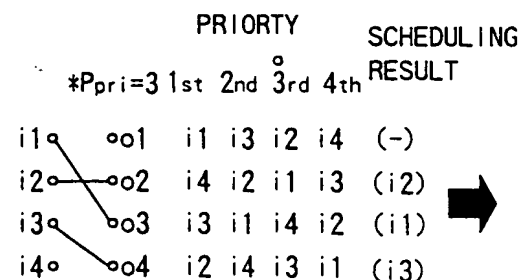 PRIORTY
SCHEDULING
RESULT
*Ppri=3 1st 2nd 3rd 4th
i1 o1 i1 i3 i2 i4 (-)
i2 o2 i4 i2 i1 i3 (i2)
i3 o3 i3 i1 i4 i2 (i1)
i4 o4 i2 i4 i3 i1 (i3)